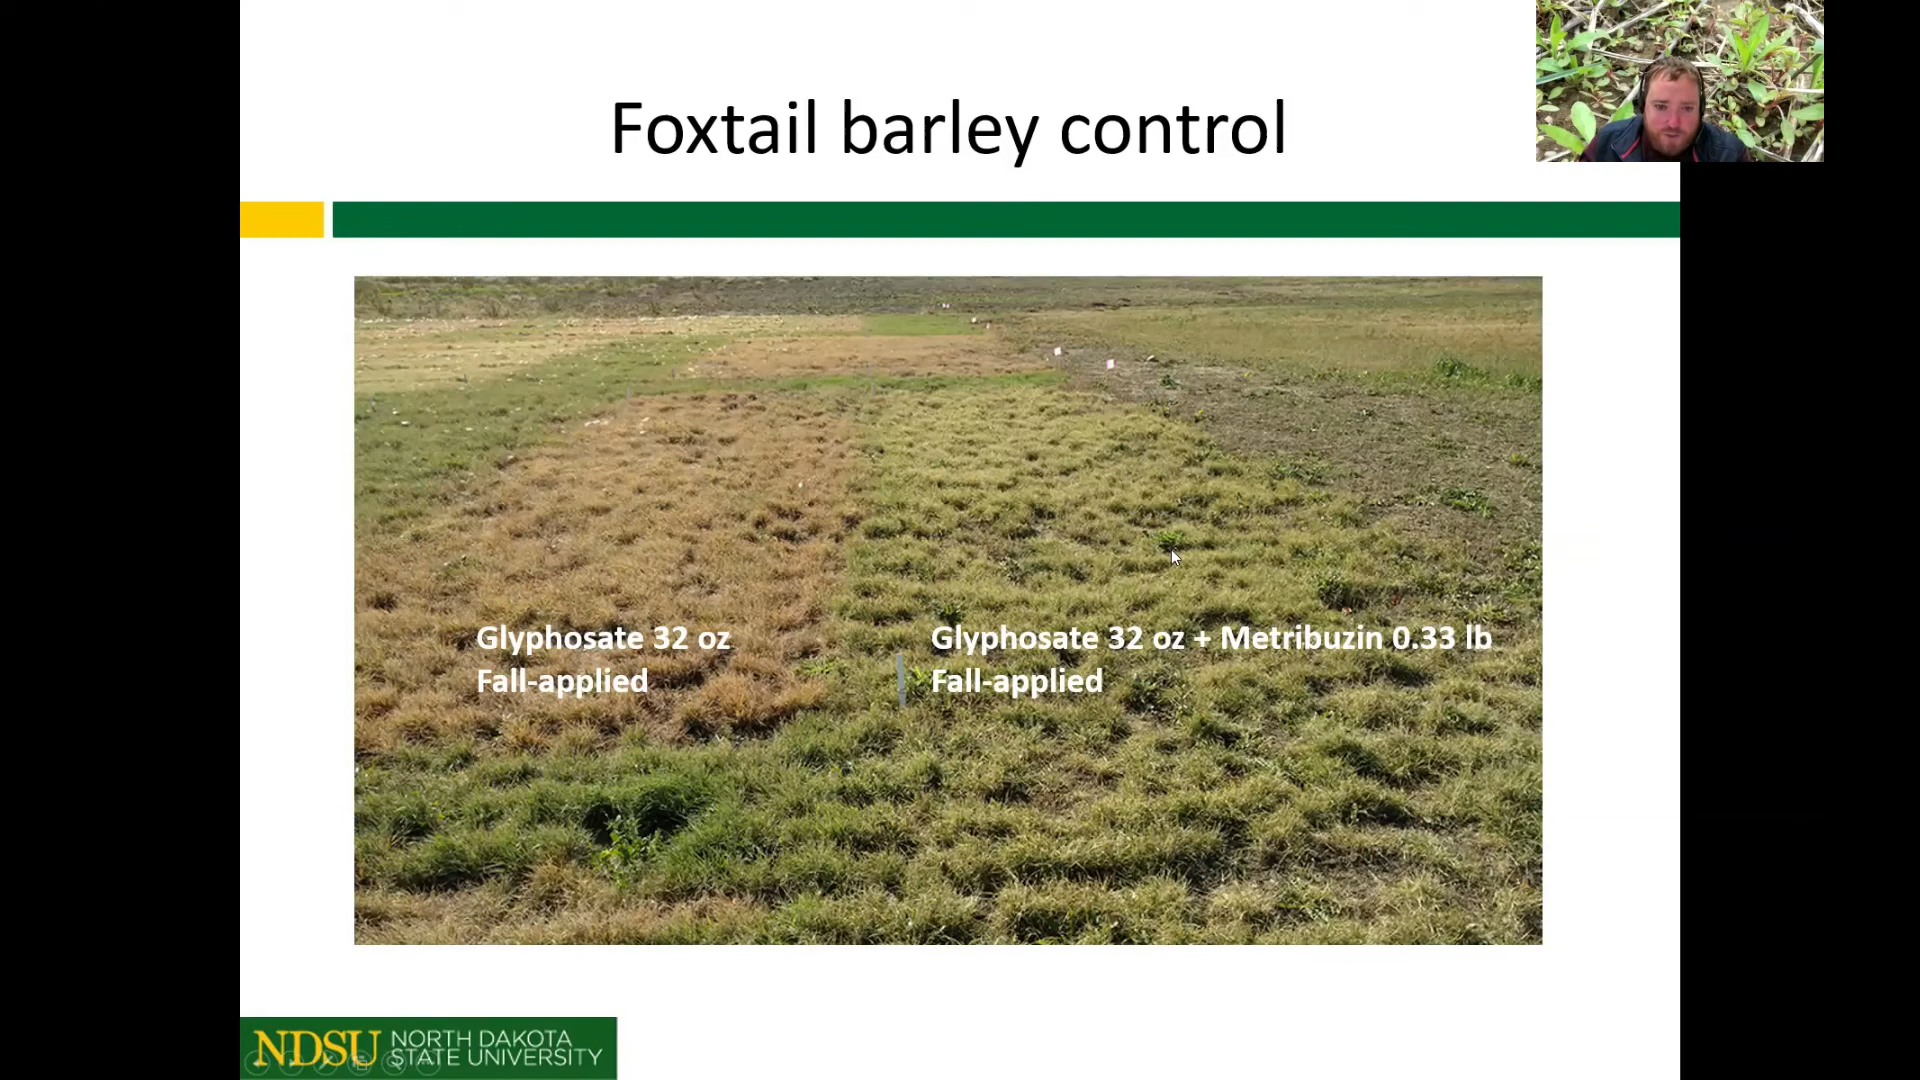 Foxtail barley control
Glyphosate 32 oz
Fall-applied
Glyphosate 32 oz + Metribuzin 0.33 lb
Fall-applied
NDSU
NORTH DAKOTA
STATE UNIVERSITY